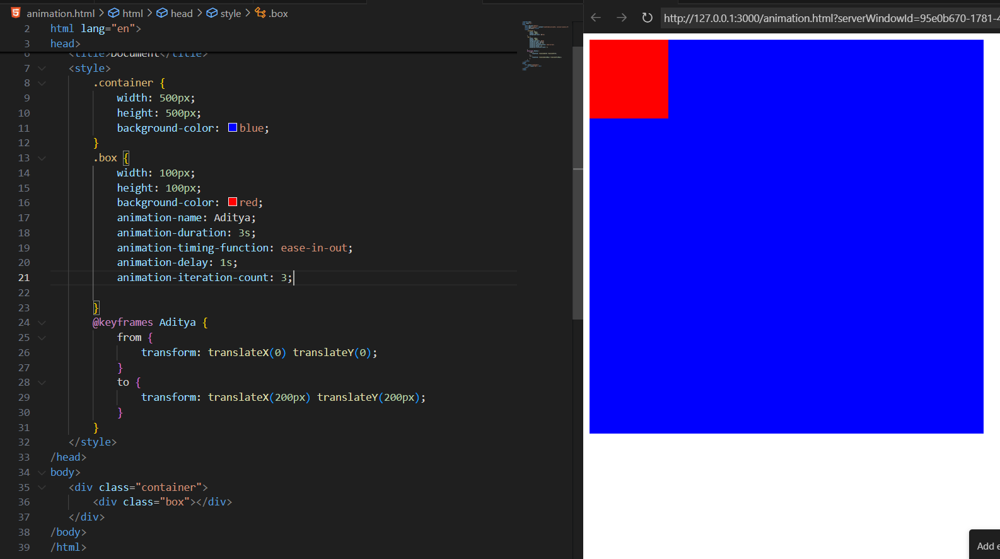 animation.html > html > head > style > .box
http://127.0.0.1:3000/animation.html?serverWindowId=95e0b670-1781-4
2 html lang="en">
3 head>
6 <title>Document</title>
7 <style>
8 .container {
9 width: 500px;
10 height: 500px;
11 background-color: blue;
12 }
13 .box {
14 width: 100px;
15 height: 100px;
16 background-color: red;
17 animation-name: Aditya;
18 animation-duration: 3s;
19 animation-timing-function: ease-in-out;
20 animation-delay: 1s;
21 animation-iteration-count: 3;
22
23 }
24 @keyframes Aditya {
25 from {
26 transform: translateX(0) translateY(0);
27 }
28 to {
29 transform: translateX(200px) translateY(200px);
30 }
31 }
32 </style>
33 /head>
34 body>
35 <div class="container">
36 <div class="box"></div>
37 </div>
38 /body>
39 /html>
Add e